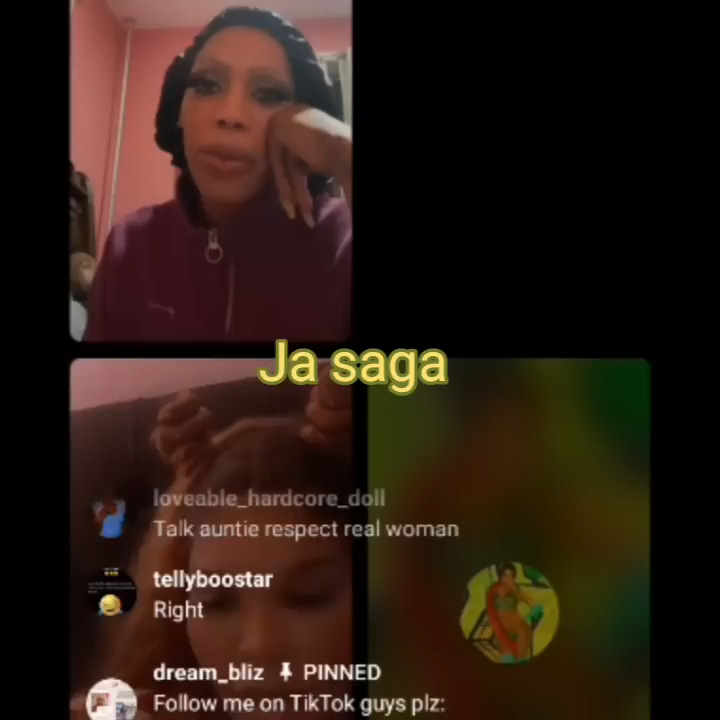 Ja saga
loveable_hardcore_doll
Talk auntie respect real woman
tellyboostar
Right
dream_bliz PINNED
Follow me on TikTok guys plz: